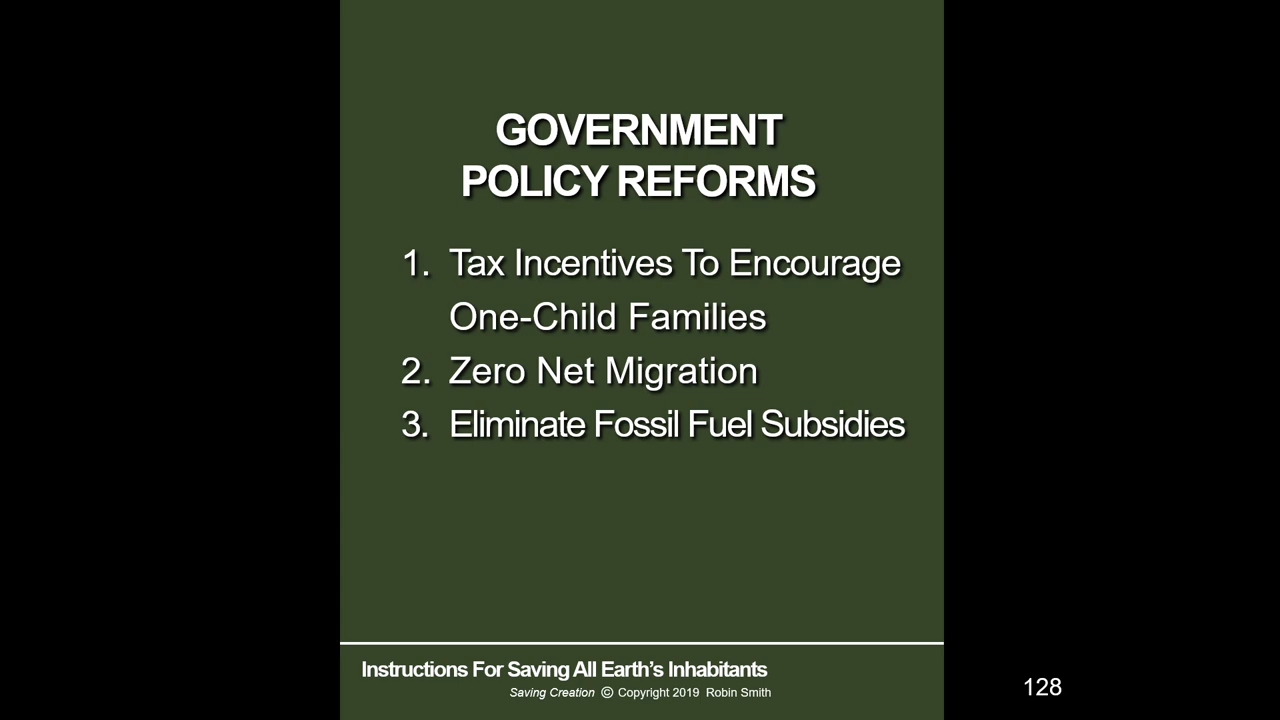 GOVERNMENT
POLICY REFORMS
1. Tax Incentives To Encourage
One-Child Families
2. Zero Net Migration
3. Eliminate Fossil Fuel Subsidies
Instructions For Saving All Earth's Inhabitants
Saving Creation © Copyright 2019 Robin Smith
128